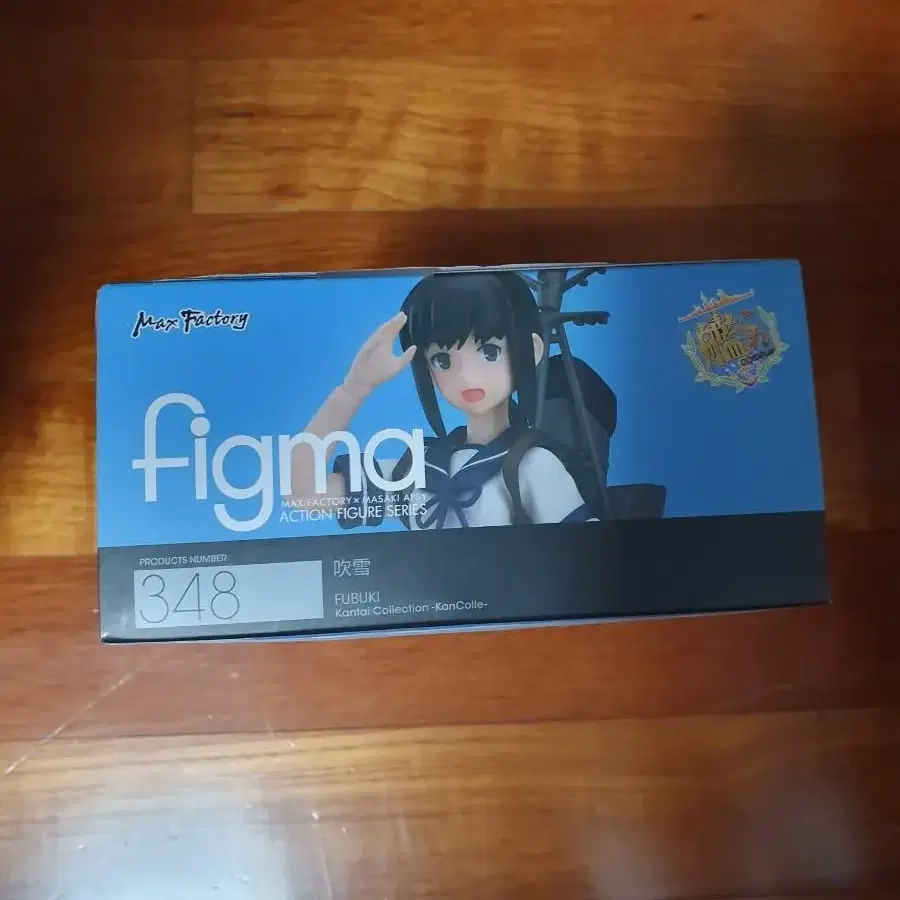 Max Factory
figma
MAX FACTORY × MASAKI APSY
ACTION FIGURE SERIES
PRODUCTS NUMBER
348
吹雪
FUBUKI
Kantai Collection -KanColle-